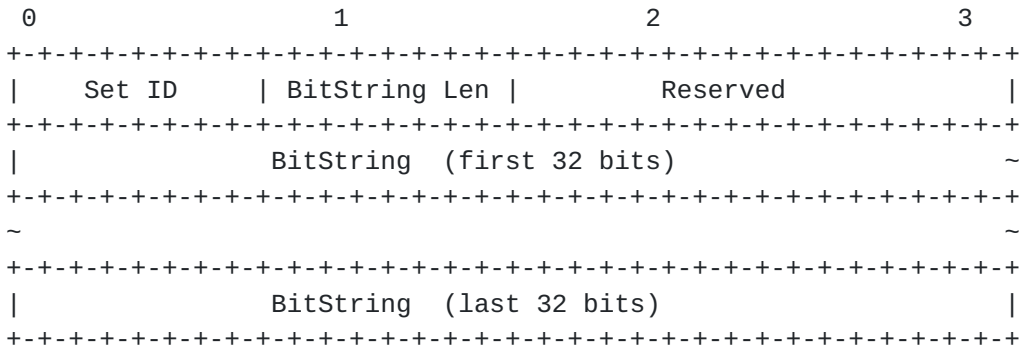 0                   1                   2                   3
+-+-+-+-+-+-+-+-+-+-+-+-+-+-+-+-+-+-+-+-+-+-+-+-+-+-+-+-+-+-+-+-+
|    Set ID     | BitString Len |         Reserved              |
+-+-+-+-+-+-+-+-+-+-+-+-+-+-+-+-+-+-+-+-+-+-+-+-+-+-+-+-+-+-+-+-+
|                BitString  (first 32 bits)                     ~
+-+-+-+-+-+-+-+-+-+-+-+-+-+-+-+-+-+-+-+-+-+-+-+-+-+-+-+-+-+-+-+-+
~                                                               ~
+-+-+-+-+-+-+-+-+-+-+-+-+-+-+-+-+-+-+-+-+-+-+-+-+-+-+-+-+-+-+-+-+
|                BitString  (last 32 bits)                      |
+-+-+-+-+-+-+-+-+-+-+-+-+-+-+-+-+-+-+-+-+-+-+-+-+-+-+-+-+-+-+-+-+